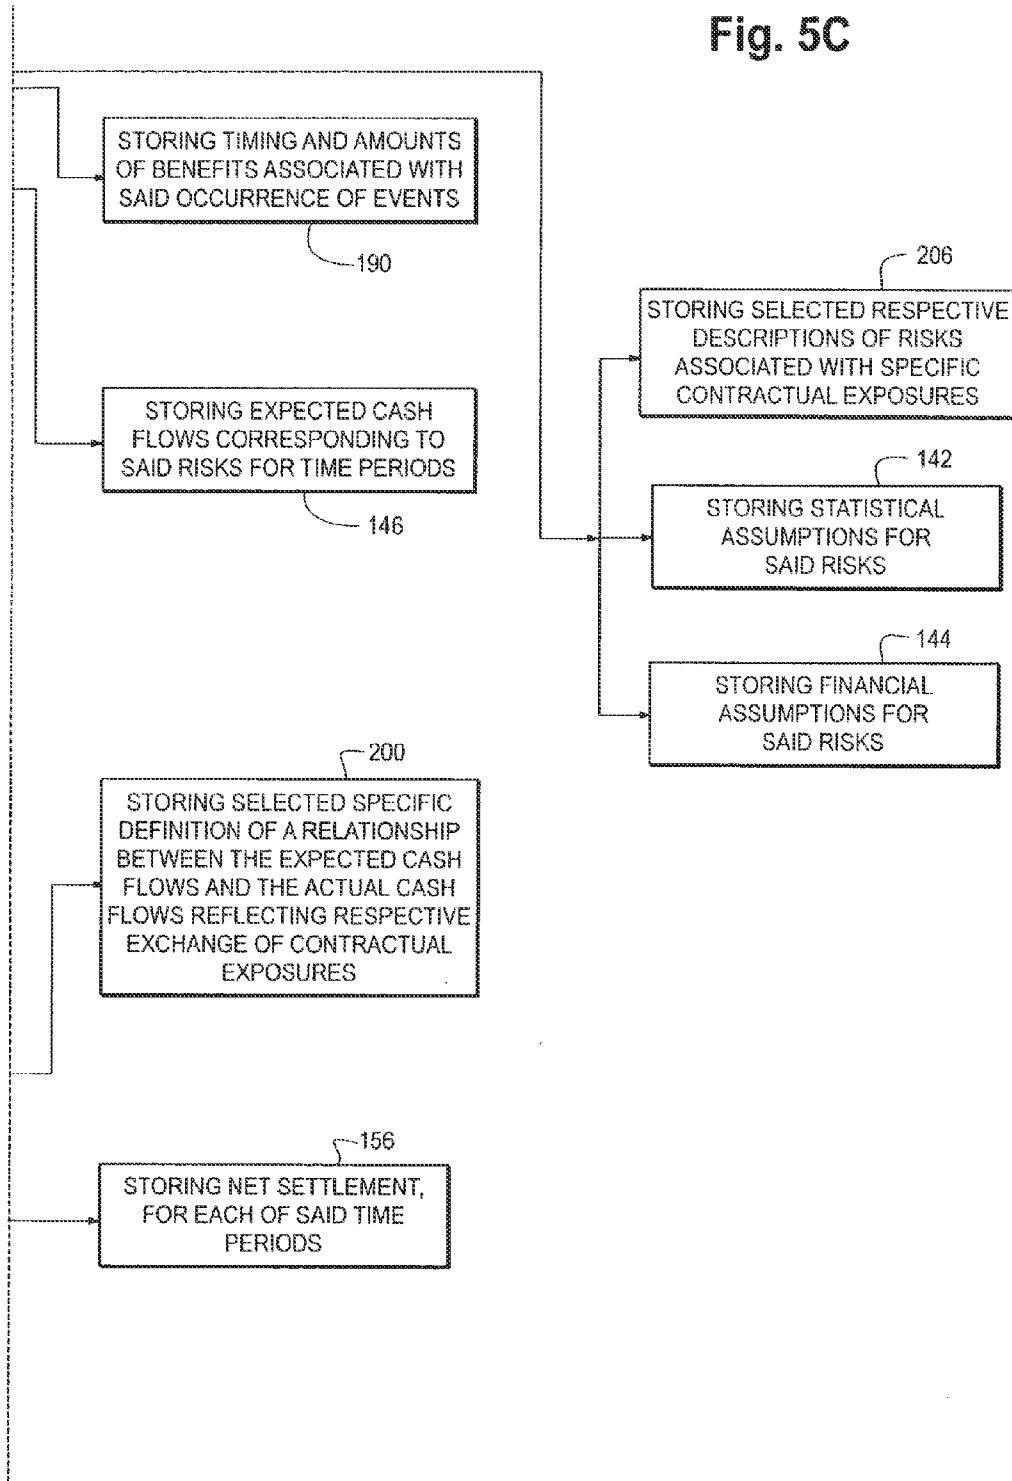 Fig. 5C
STORING TIMING AND AMOUNTS
OF BENEFITS ASSOCIATED WITH
SAID OCCURRENCE OF EVENTS
190
206
STORING SELECTED RESPECTIVE
DESCRIPTIONS OF RISKS
ASSOCIATED WITH SPECIFIC
CONTRACTUAL EXPOSURES
STORING EXPECTED CASH
FLOWS CORRESPONDING TO
SAID RISKS FOR TIME PERIODS
146
142
STORING STATISTICAL
ASSUMPTIONS FOR
SAID RISKS
144
STORING FINANCIAL
ASSUMPTIONS FOR
SAID RISKS
200
STORING SELECTED SPECIFIC
DEFINITION OF A RELATIONSHIP
BETWEEN THE EXPECTED CASH
FLOWS AND THE ACTUAL CASH
FLOWS REFLECTING RESPECTIVE
EXCHANGE OF CONTRACTUAL
EXPOSURES
156
STORING NET SETTLEMENT,
FOR EACH OF SAID TIME
PERIODS